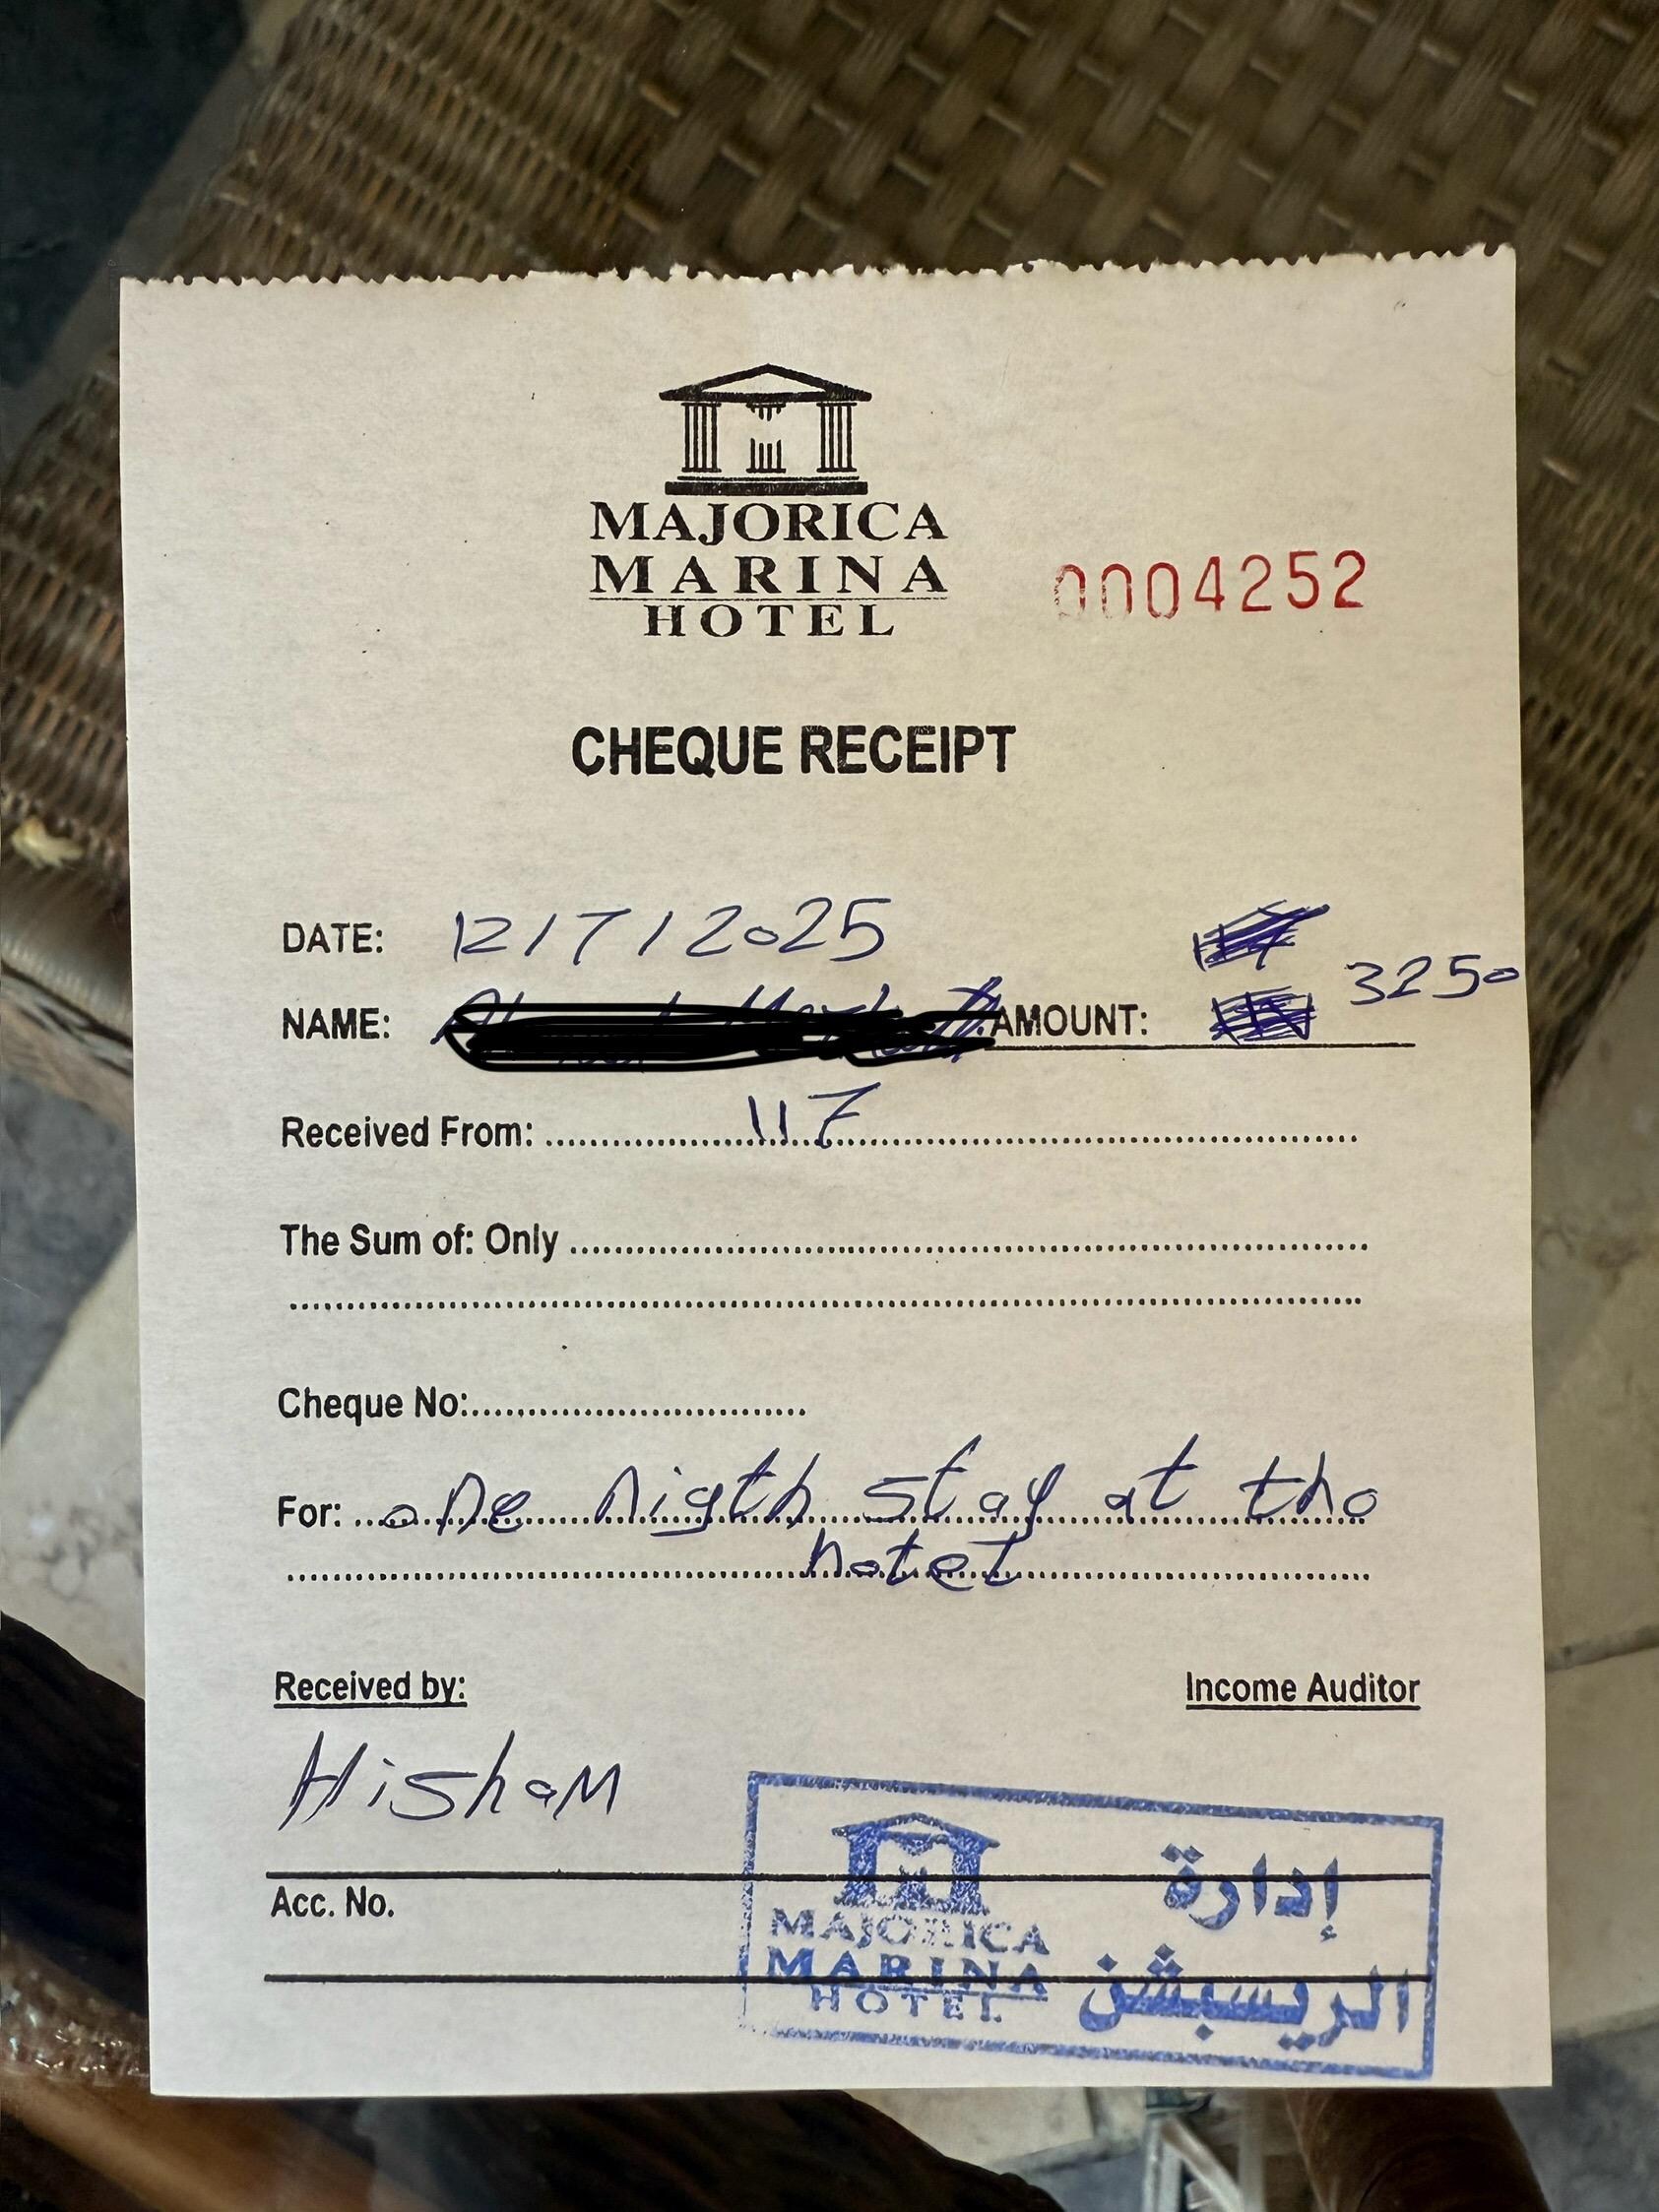 MAJORICA
MARINA
HOTEL
0004252
CHEQUE RECEIPT
DATE: 12/7/2025
3250
NAME: AMOUNT:
Received From: 117
The Sum of: Only
Cheque No:
For: one nigth stay at the
hotel
Received by: Income Auditor
HishaM
Acc. No.
MAJORICA
MARINA
HOTEL
إدارة
الريسبشن